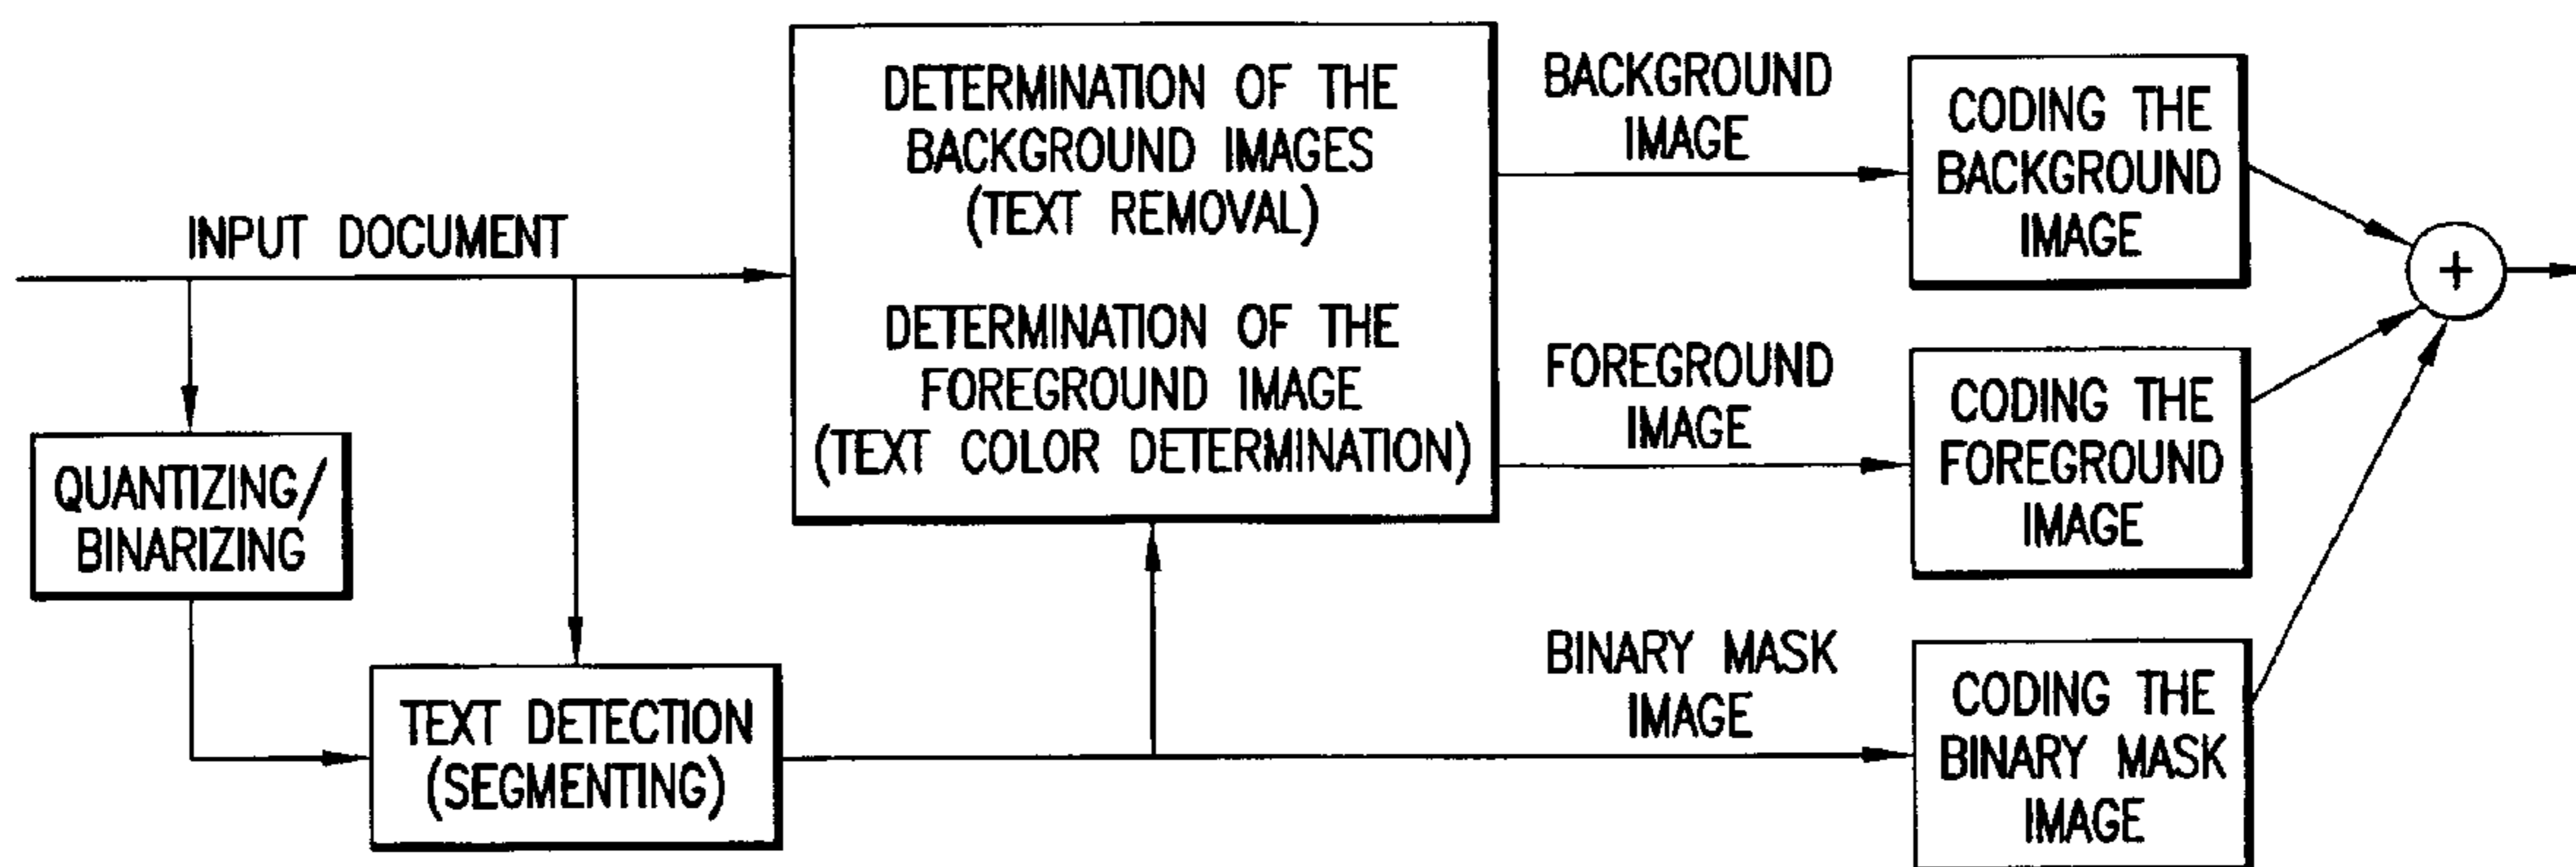 INPUT DOCUMENT
QUANTIZING/
BINARIZING
TEXT DETECTION
(SEGMENTING)
DETERMINATION OF THE
BACKGROUND IMAGES
(TEXT REMOVAL)
DETERMINATION OF THE
FOREGROUND IMAGE
(TEXT COLOR DETERMINATION)
BACKGROUND
IMAGE
FOREGROUND
IMAGE
BINARY MASK
IMAGE
CODING THE
BACKGROUND
IMAGE
CODING THE
FOREGROUND
IMAGE
CODING THE
BINARY MASK
IMAGE
+